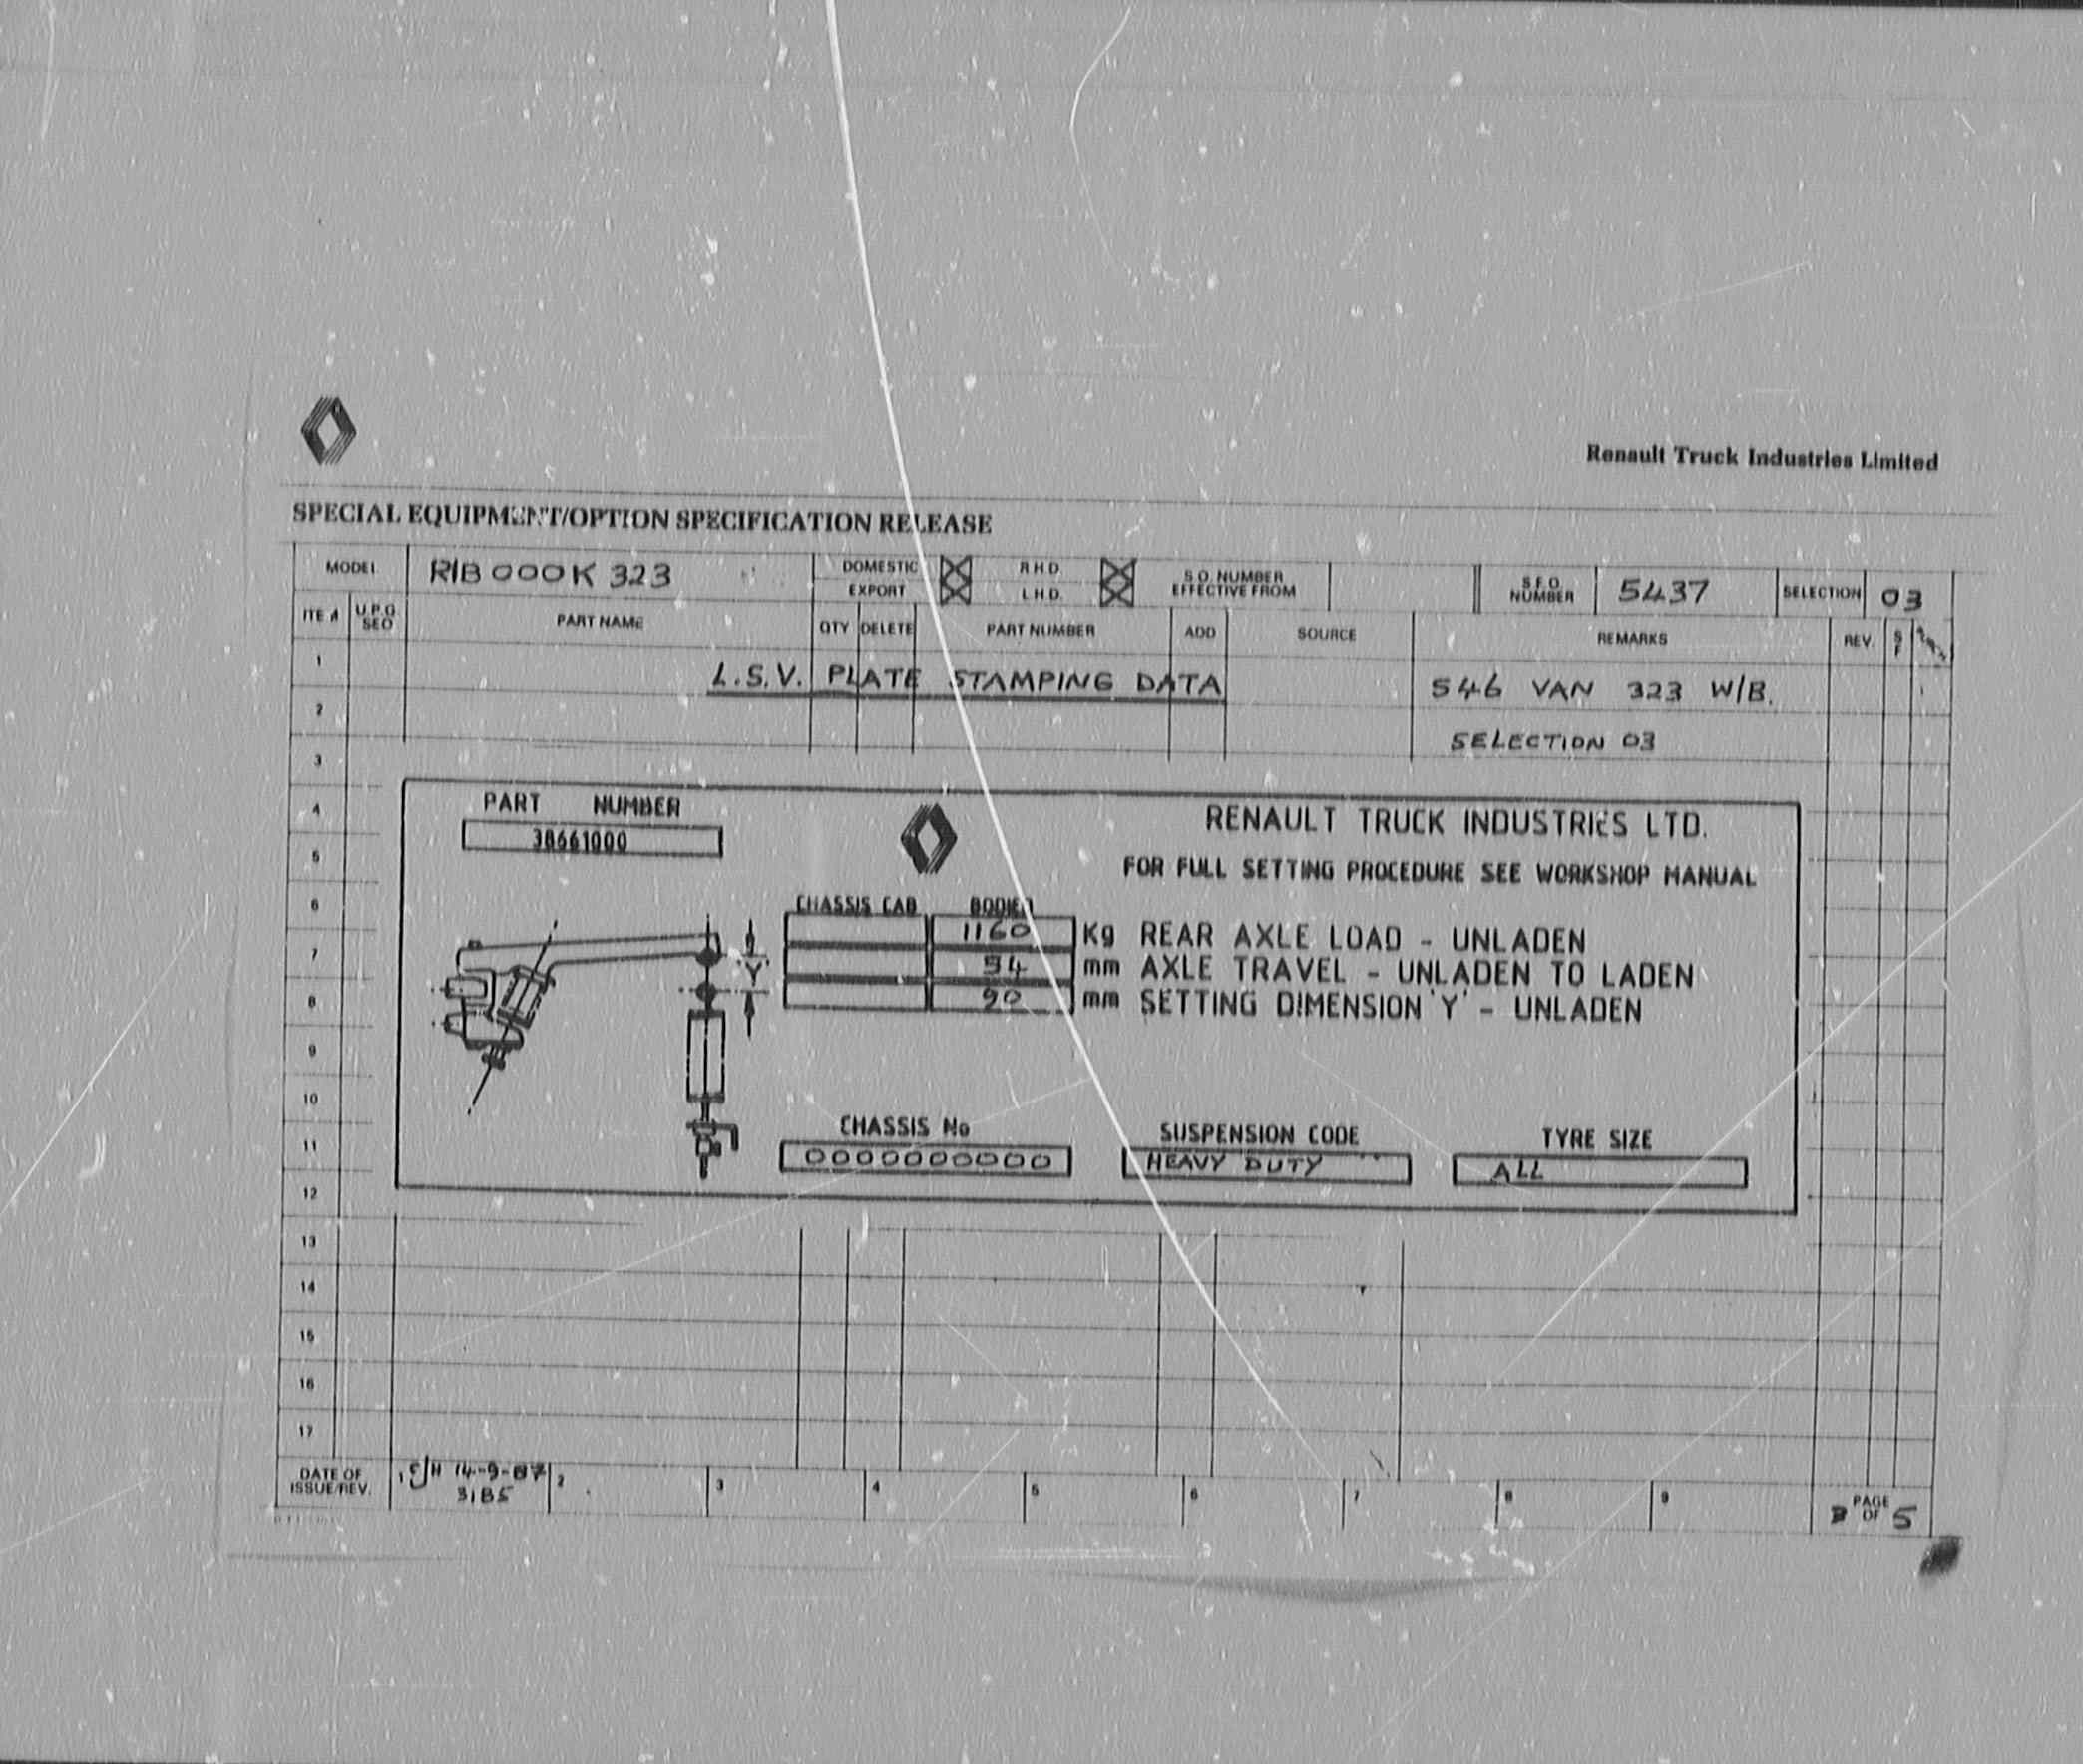 Renault Truck Industries Limited
SPECIAL EQUIPMENT/OPTION SPECIFICATION RELEASE
MODEL RIB000K 323 DOMESTIC R.H.D. S.O. NUMBER S.F.O. 5437 SELECTION 03
EXPORT L.H.D. EFFECTIVE FROM NUMBER
U.P.G PART NAME QTY DELETE PART NUMBER ADD SOURCE REMARKS REV. S
SEO F
1 L.S.V. PLATE STAMPING DATA 546 VAN 323 W/B.
2 SELECTION 03
3
4 PART NUMBER RENAULT TRUCK INDUSTRIES LTD.
38661000
5 FOR FULL SETTING PROCEDURE SEE WORKSHOP MANUAL
6 CHASSIS CAB BODIED
1160 Kg REAR AXLE LOAD - UNLADEN
7 'Y' 94 mm AXLE TRAVEL - UNLADEN TO LADEN
8 90 mm SETTING DIMENSION 'Y' - UNLADEN
9
10
CHASSIS No SUSPENSION CODE TYRE SIZE
11 0000000000 HEAVY DUTY ALL
12
13
14
15
16
17
DATE OF 1 14-9-87 2 3 4 5 6 7 8 9 PAGE
ISSUE/REV. 3185 3 OF 5